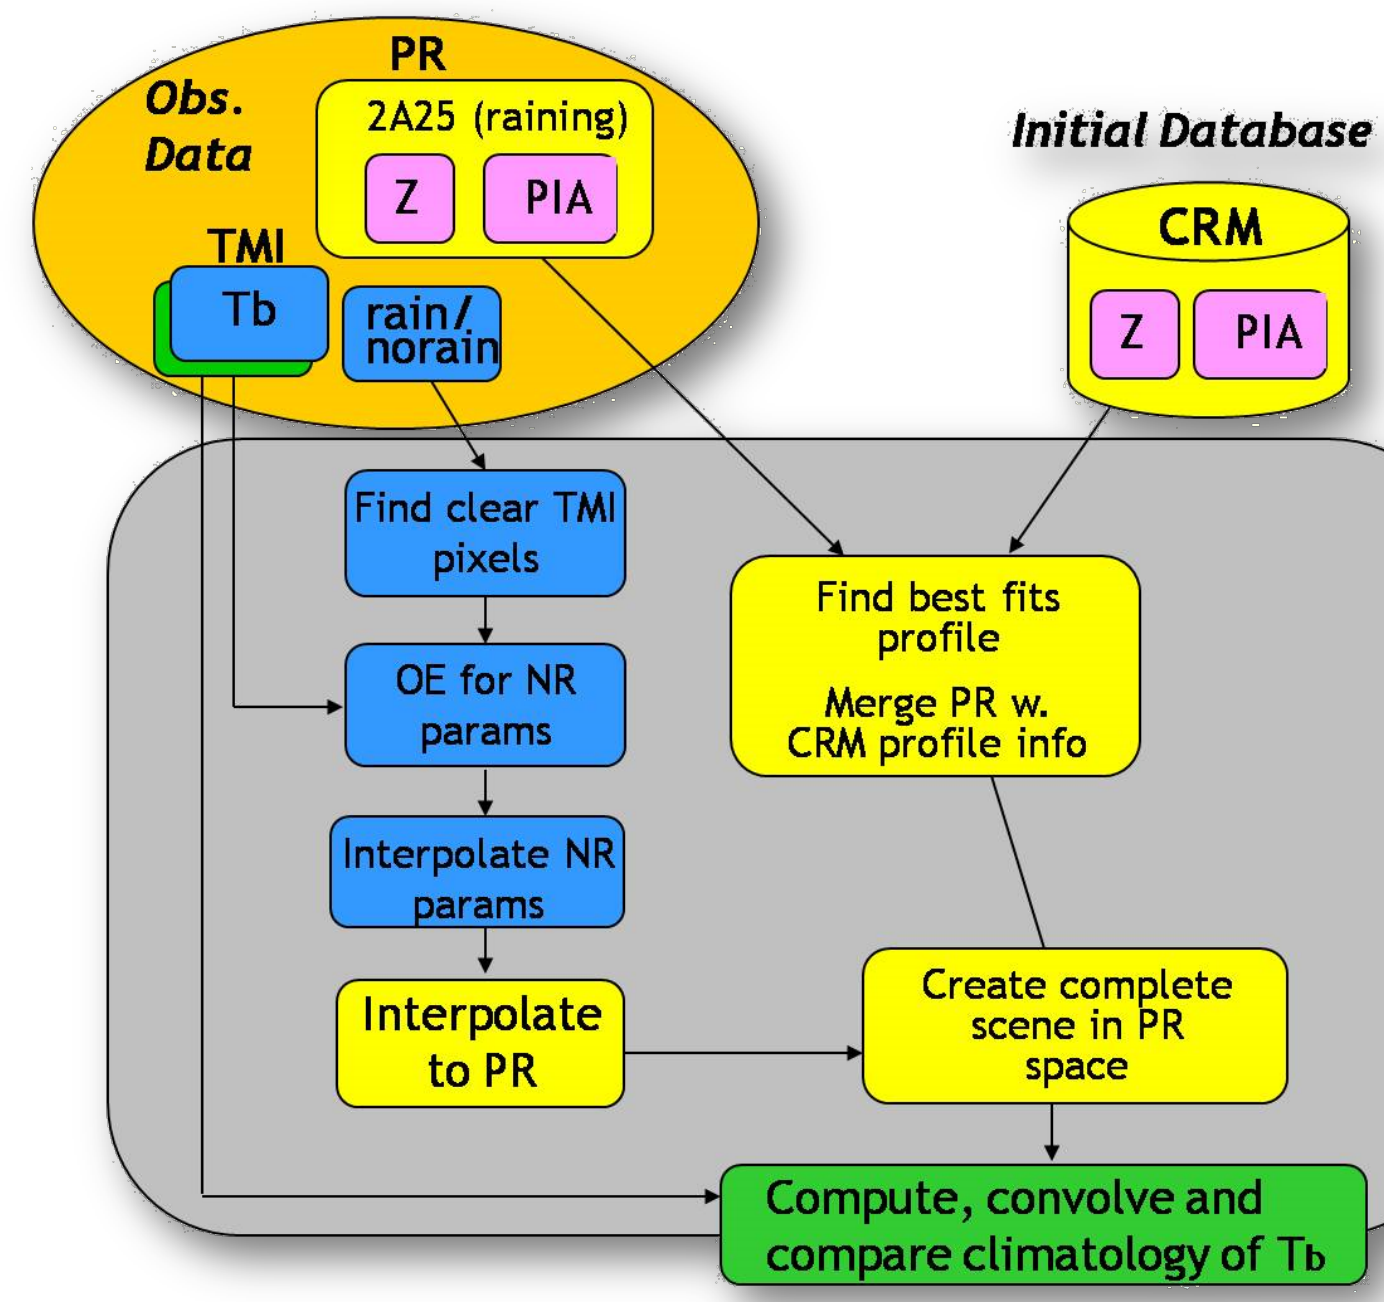 PR
Obs.
Data
2A25 (raining)
Z
PIA
TMI
Tb
rain/
norain
Initial Database
CRM
Z
PIA
Find clear TMI
pixels
OE for NR
params
Interpolate NR
params
Interpolate
to PR
Find best fits
profile
Merge PR w.
CRM profile info
Create complete
scene in PR
space
Compute, convolve and
compare climatology of Tb